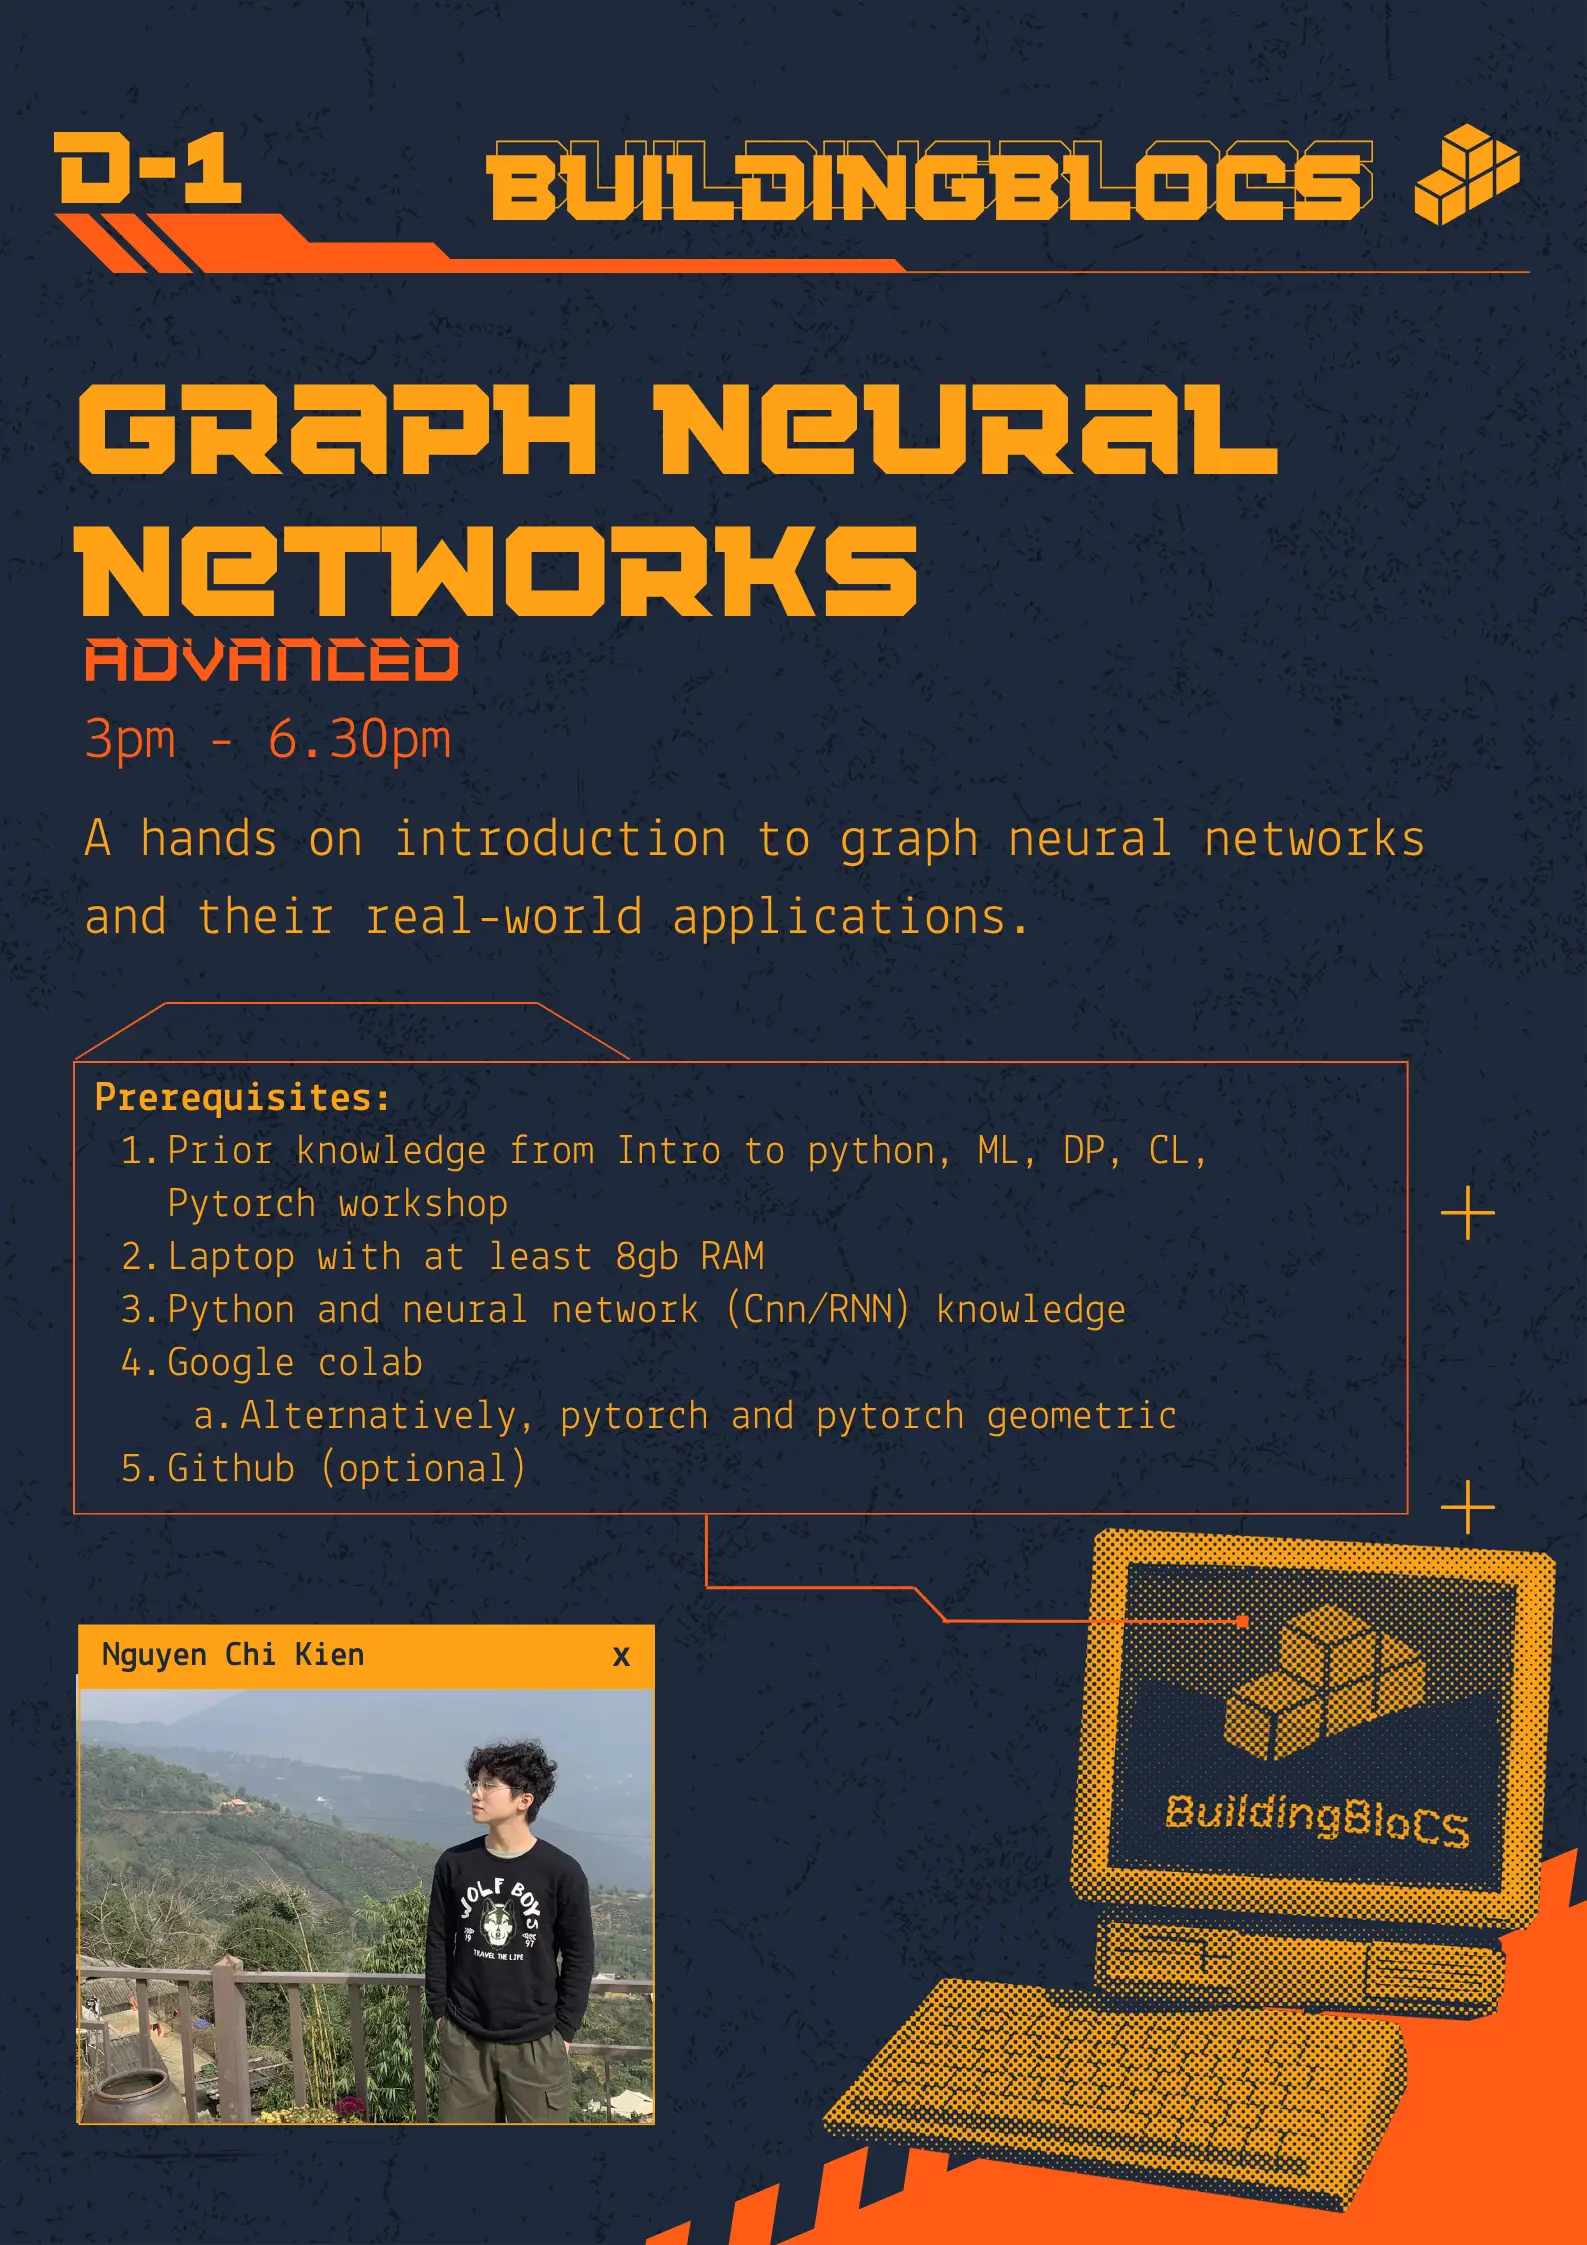 D-1
BUILDINGBLOCS
GRAPH NEURAL
NETWORKS
ADVANCED
3pm - 6.30pm
A hands on introduction to graph neural networks
and their real-world applications.
Prerequisites:
1. Prior knowledge from Intro to python, ML, DP, CL,
Pytorch workshop
2. Laptop with at least 8gb RAM
3. Python and neural network (Cnn/RNN) knowledge
4. Google colab
a. Alternatively, pytorch and pytorch geometric
5. Github (optional)
Nguyen Chi Kien x
WOLF BOYS
19 97
TRAVEL THE LIFE
BuildingBloCS